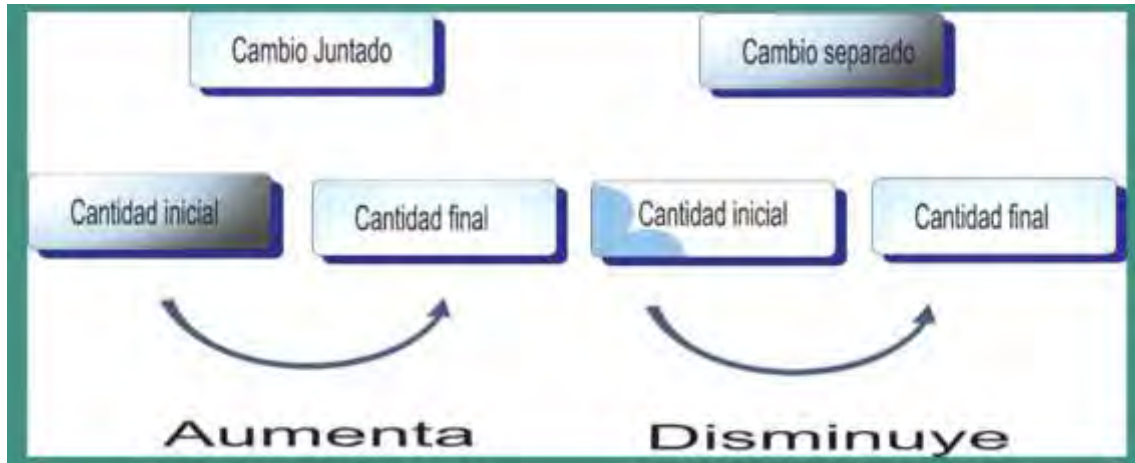 Cambio Juntado
Cambio separado
Cantidad inicial
Cantidad final
Cantidad inicial
Cantidad final
Aumenta
Disminuye